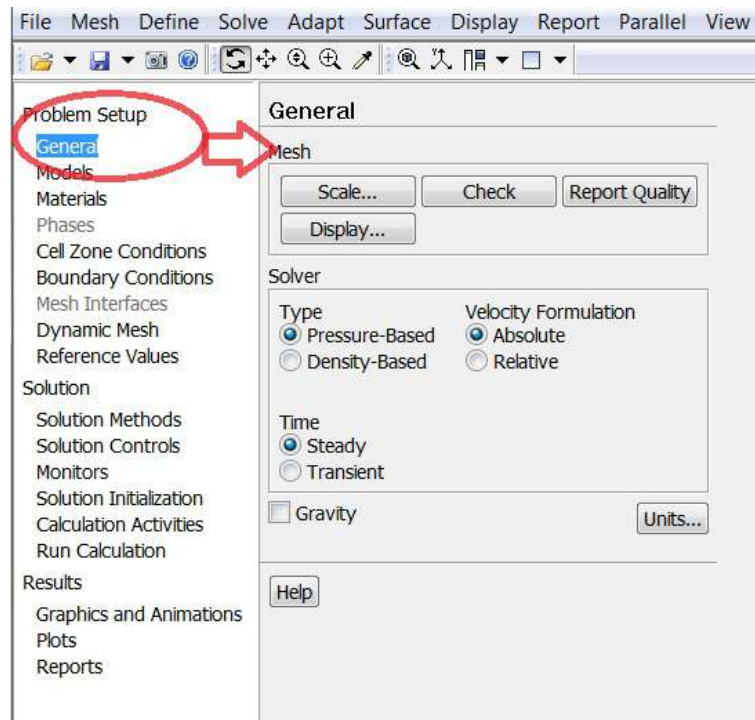 File Mesh Define Solve Adapt Surface Display Report Parallel View
Problem Setup
General
Models
Materials
Phases
Cell Zone Conditions
Boundary Conditions
Mesh Interfaces
Dynamic Mesh
Reference Values
Solution
Solution Methods
Solution Controls
Monitors
Solution Initialization
Calculation Activities
Run Calculation
Results
Graphics and Animations
Plots
Reports
General
Mesh
Scale... Check Report Quality
Display...
Solver
Type Velocity Formulation
Pressure-Based Absolute
Density-Based Relative
Time
Steady
Transient
Gravity Units...
Help